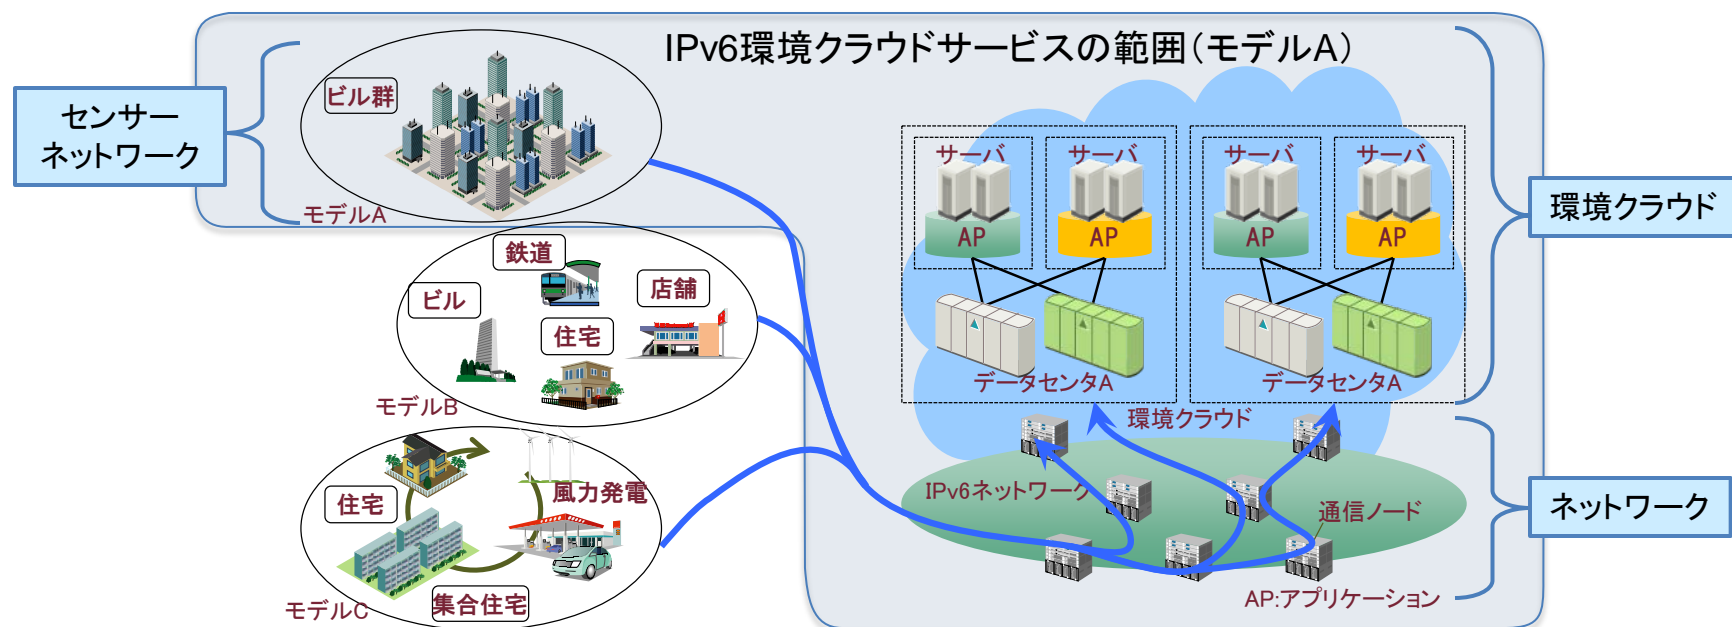 IPv6環境クラウドサービスの範囲(モデルA)
センサー
ネットワーク
ビル群
モデルA
鉄道
ビル
店舗
住宅
モデルB
住宅
風力発電
集合住宅
モデルC
サーバ
サーバ
サーバ
サーバ
AP
AP
AP
AP
データセンタA
データセンタA
環境クラウド
環境クラウド
IPv6ネットワーク
通信ノード
ネットワーク
AP:アプリケーション